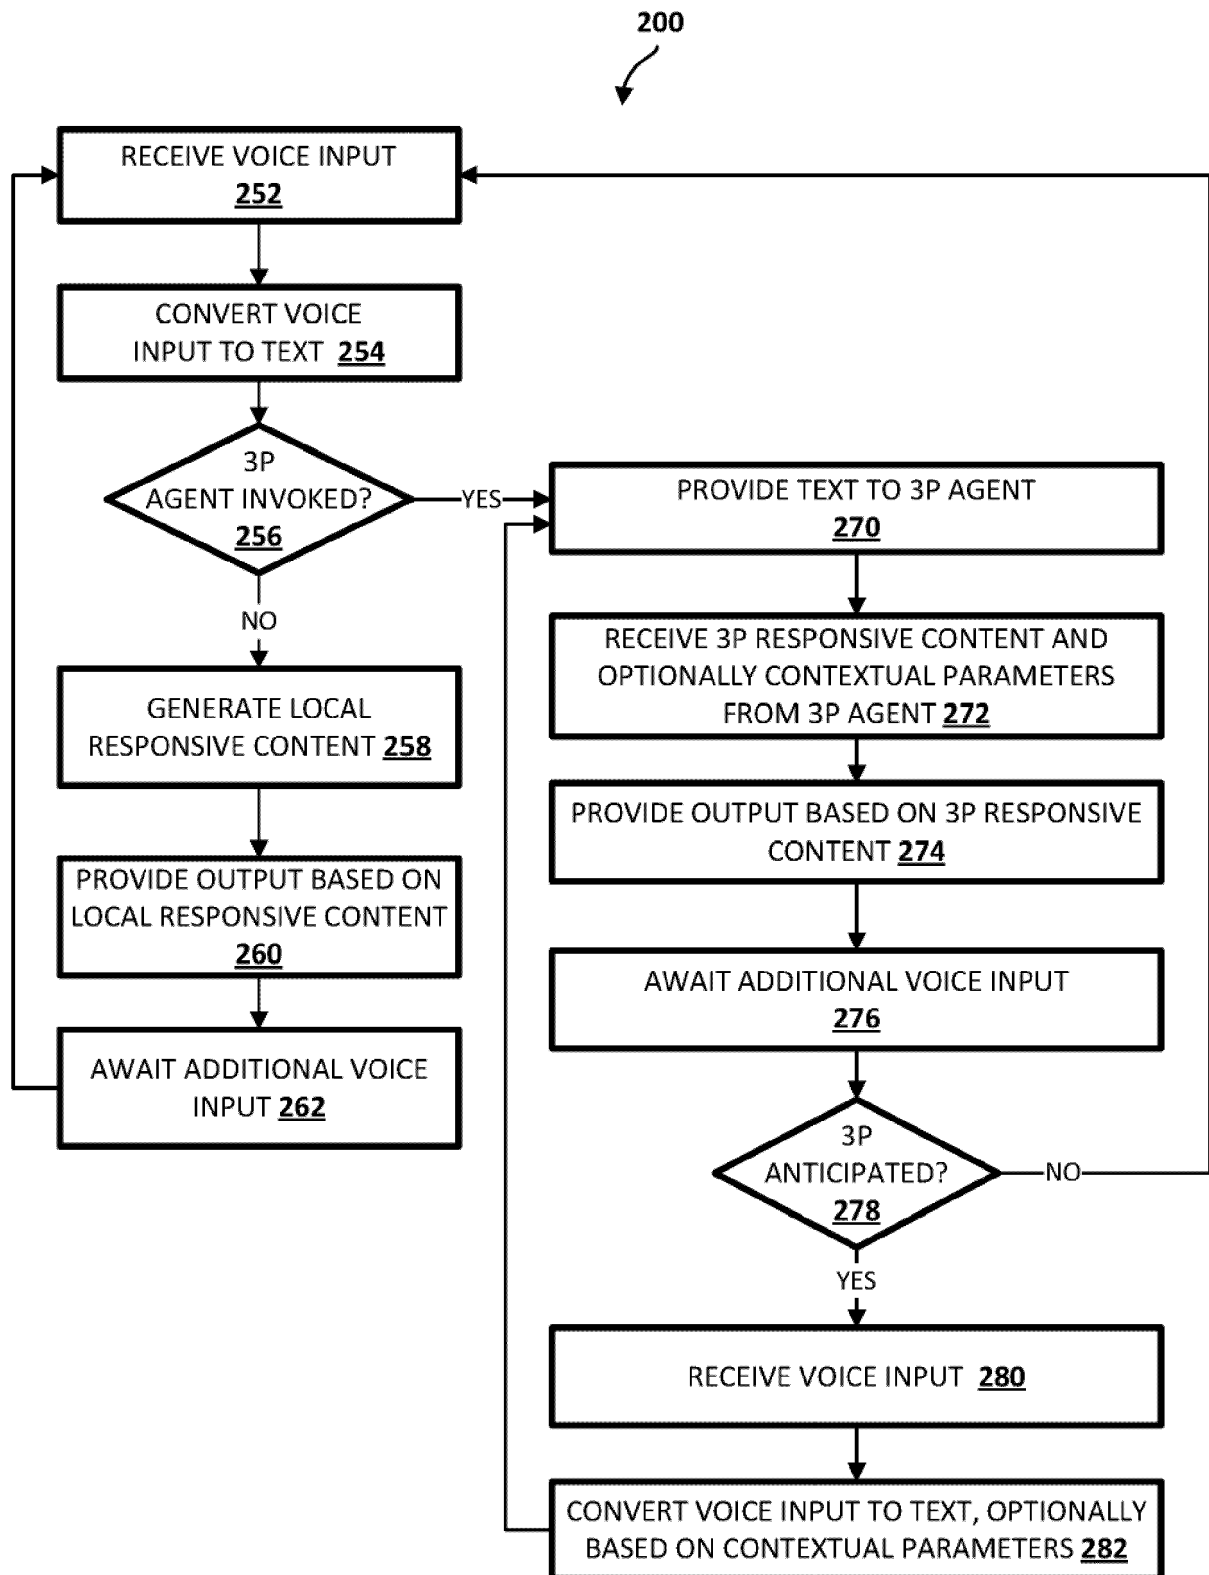 200
RECEIVE VOICE INPUT
252
CONVERT VOICE
INPUT TO TEXT 254
3P
AGENT INVOKED?
256
YES
NO
GENERATE LOCAL
RESPONSIVE CONTENT 258
PROVIDE OUTPUT BASED ON
LOCAL RESPONSIVE CONTENT
260
AWAIT ADDITIONAL VOICE
INPUT 262
PROVIDE TEXT TO 3P AGENT
270
RECEIVE 3P RESPONSIVE CONTENT AND
OPTIONALLY CONTEXTUAL PARAMETERS
FROM 3P AGENT 272
PROVIDE OUTPUT BASED ON 3P RESPONSIVE
CONTENT 274
AWAIT ADDITIONAL VOICE INPUT
276
3P
ANTICIPATED?
278
NO
YES
RECEIVE VOICE INPUT 280
CONVERT VOICE INPUT TO TEXT, OPTIONALLY
BASED ON CONTEXTUAL PARAMETERS 282